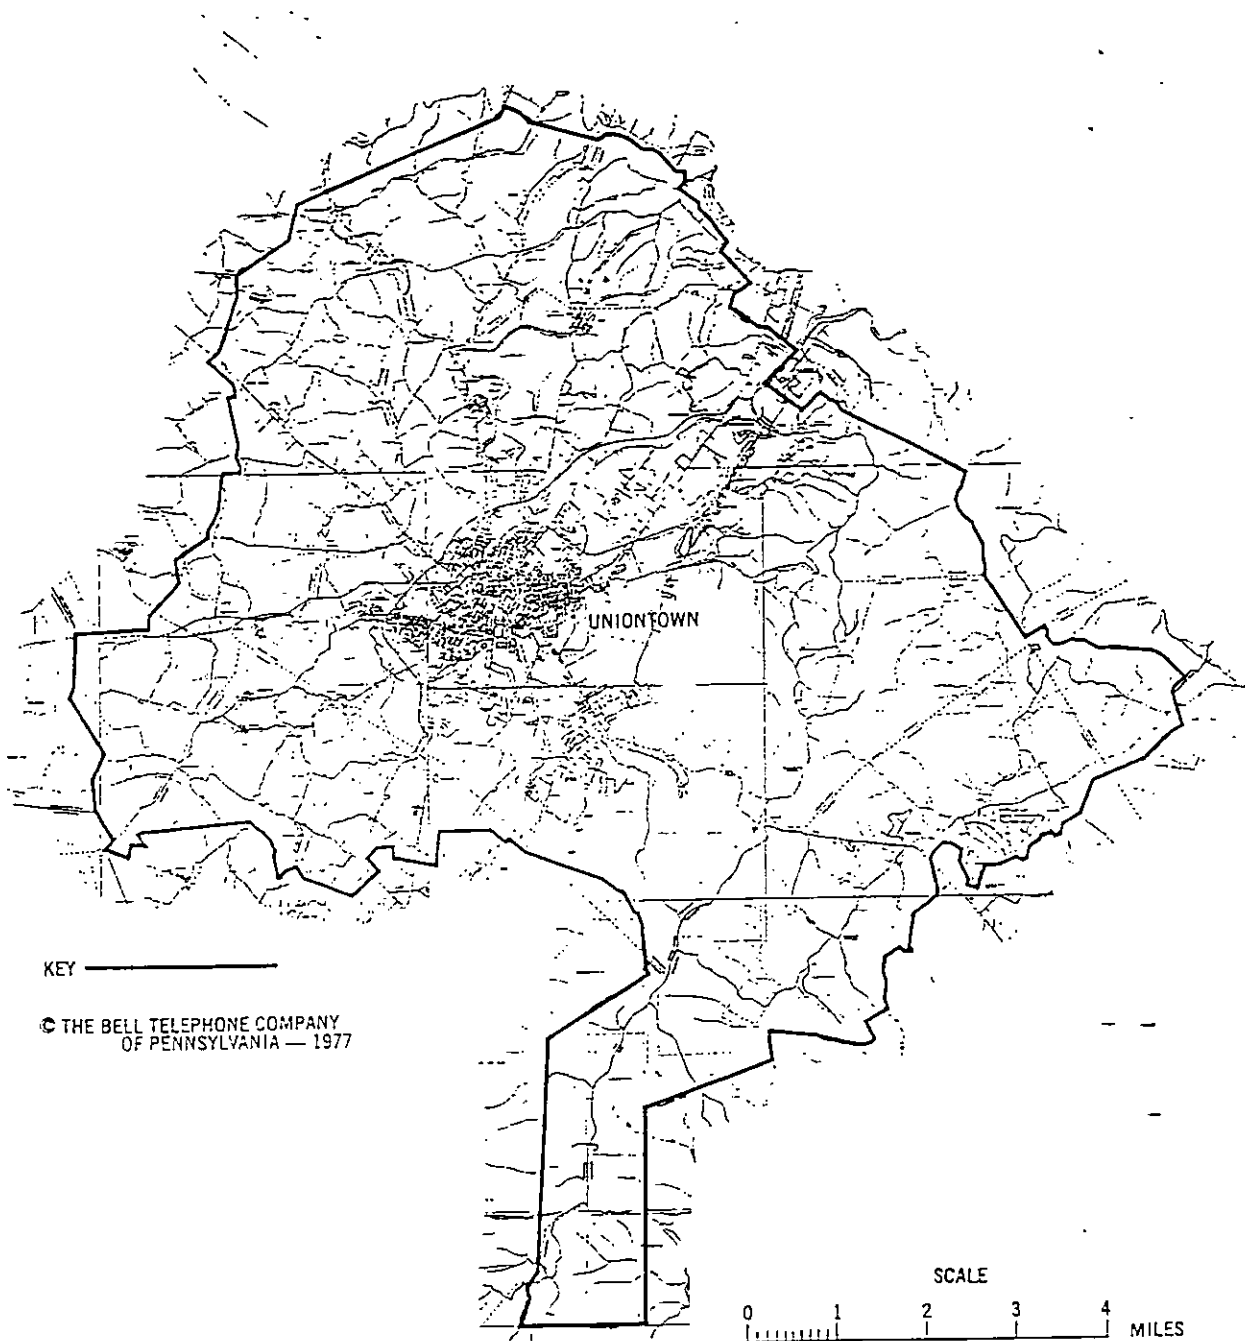 UNIONTOWN
KEY
© THE BELL TELEPHONE COMPANY
OF PENNSYLVANIA — 1977
SCALE
0 1 2 3 4
MILES